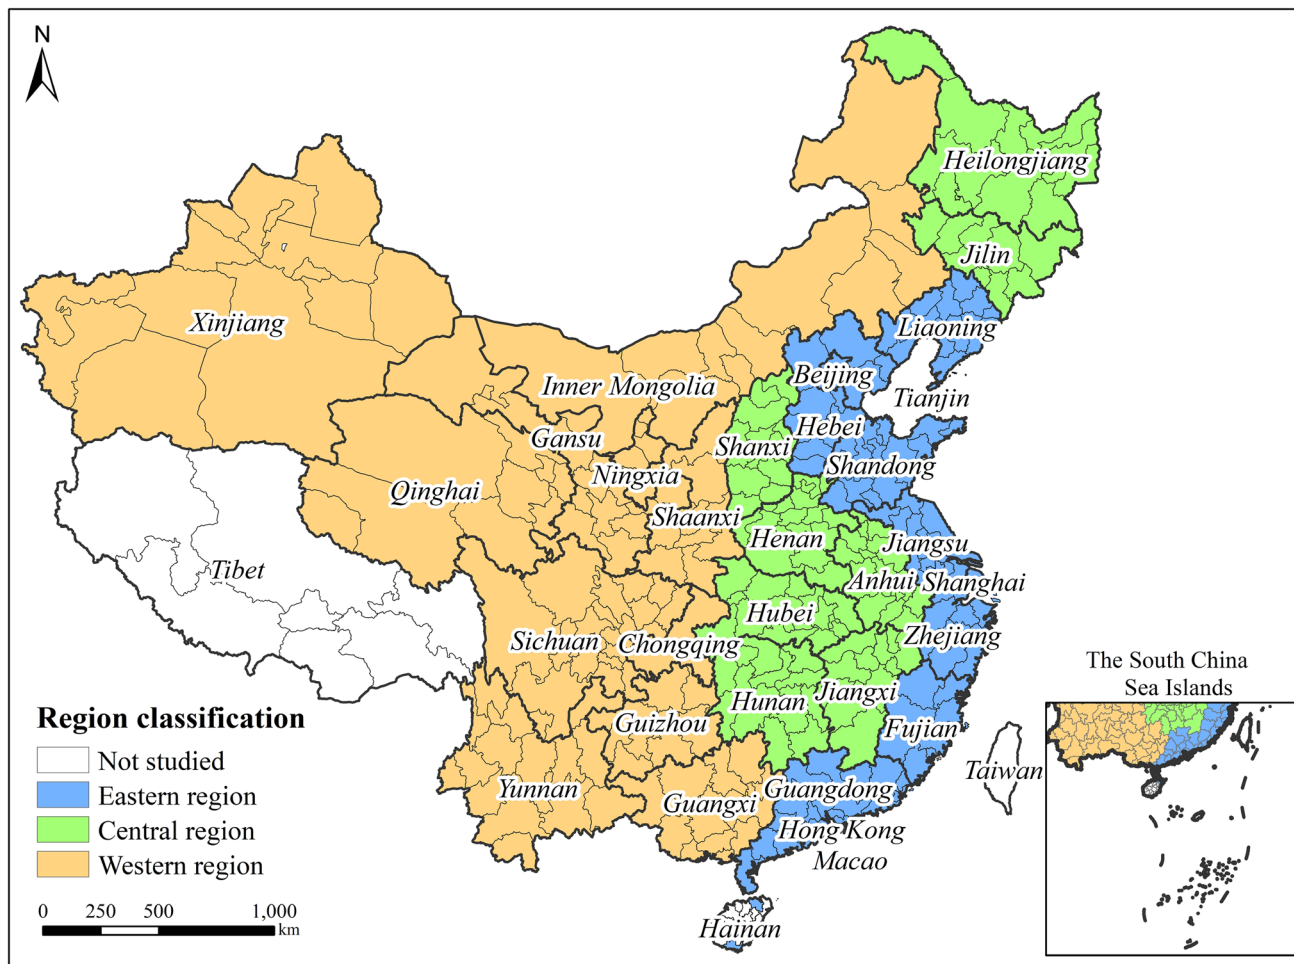 N
Heilongjiang
Jilin
Xinjiang
Liaoning
Inner Mongolia
Beijing
Tianjin
Gansu
Shanxi
Hebei
Ningxia
Shandong
Qinghai
Shaanxi
Henan
Jiangsu
Tibet
Anhui
Shanghai
Hubei
Sichuan
Chongqing
Zhejiang
The South China
Sea Islands
Hunan
Jiangxi
Guizhou
Fujian
Taiwan
Yunnan
Guangxi
Guangdong
Hong Kong
Macao
Hainan
Region classification
Not studied
Eastern region
Central region
Western region
0 250 500 1,000
km